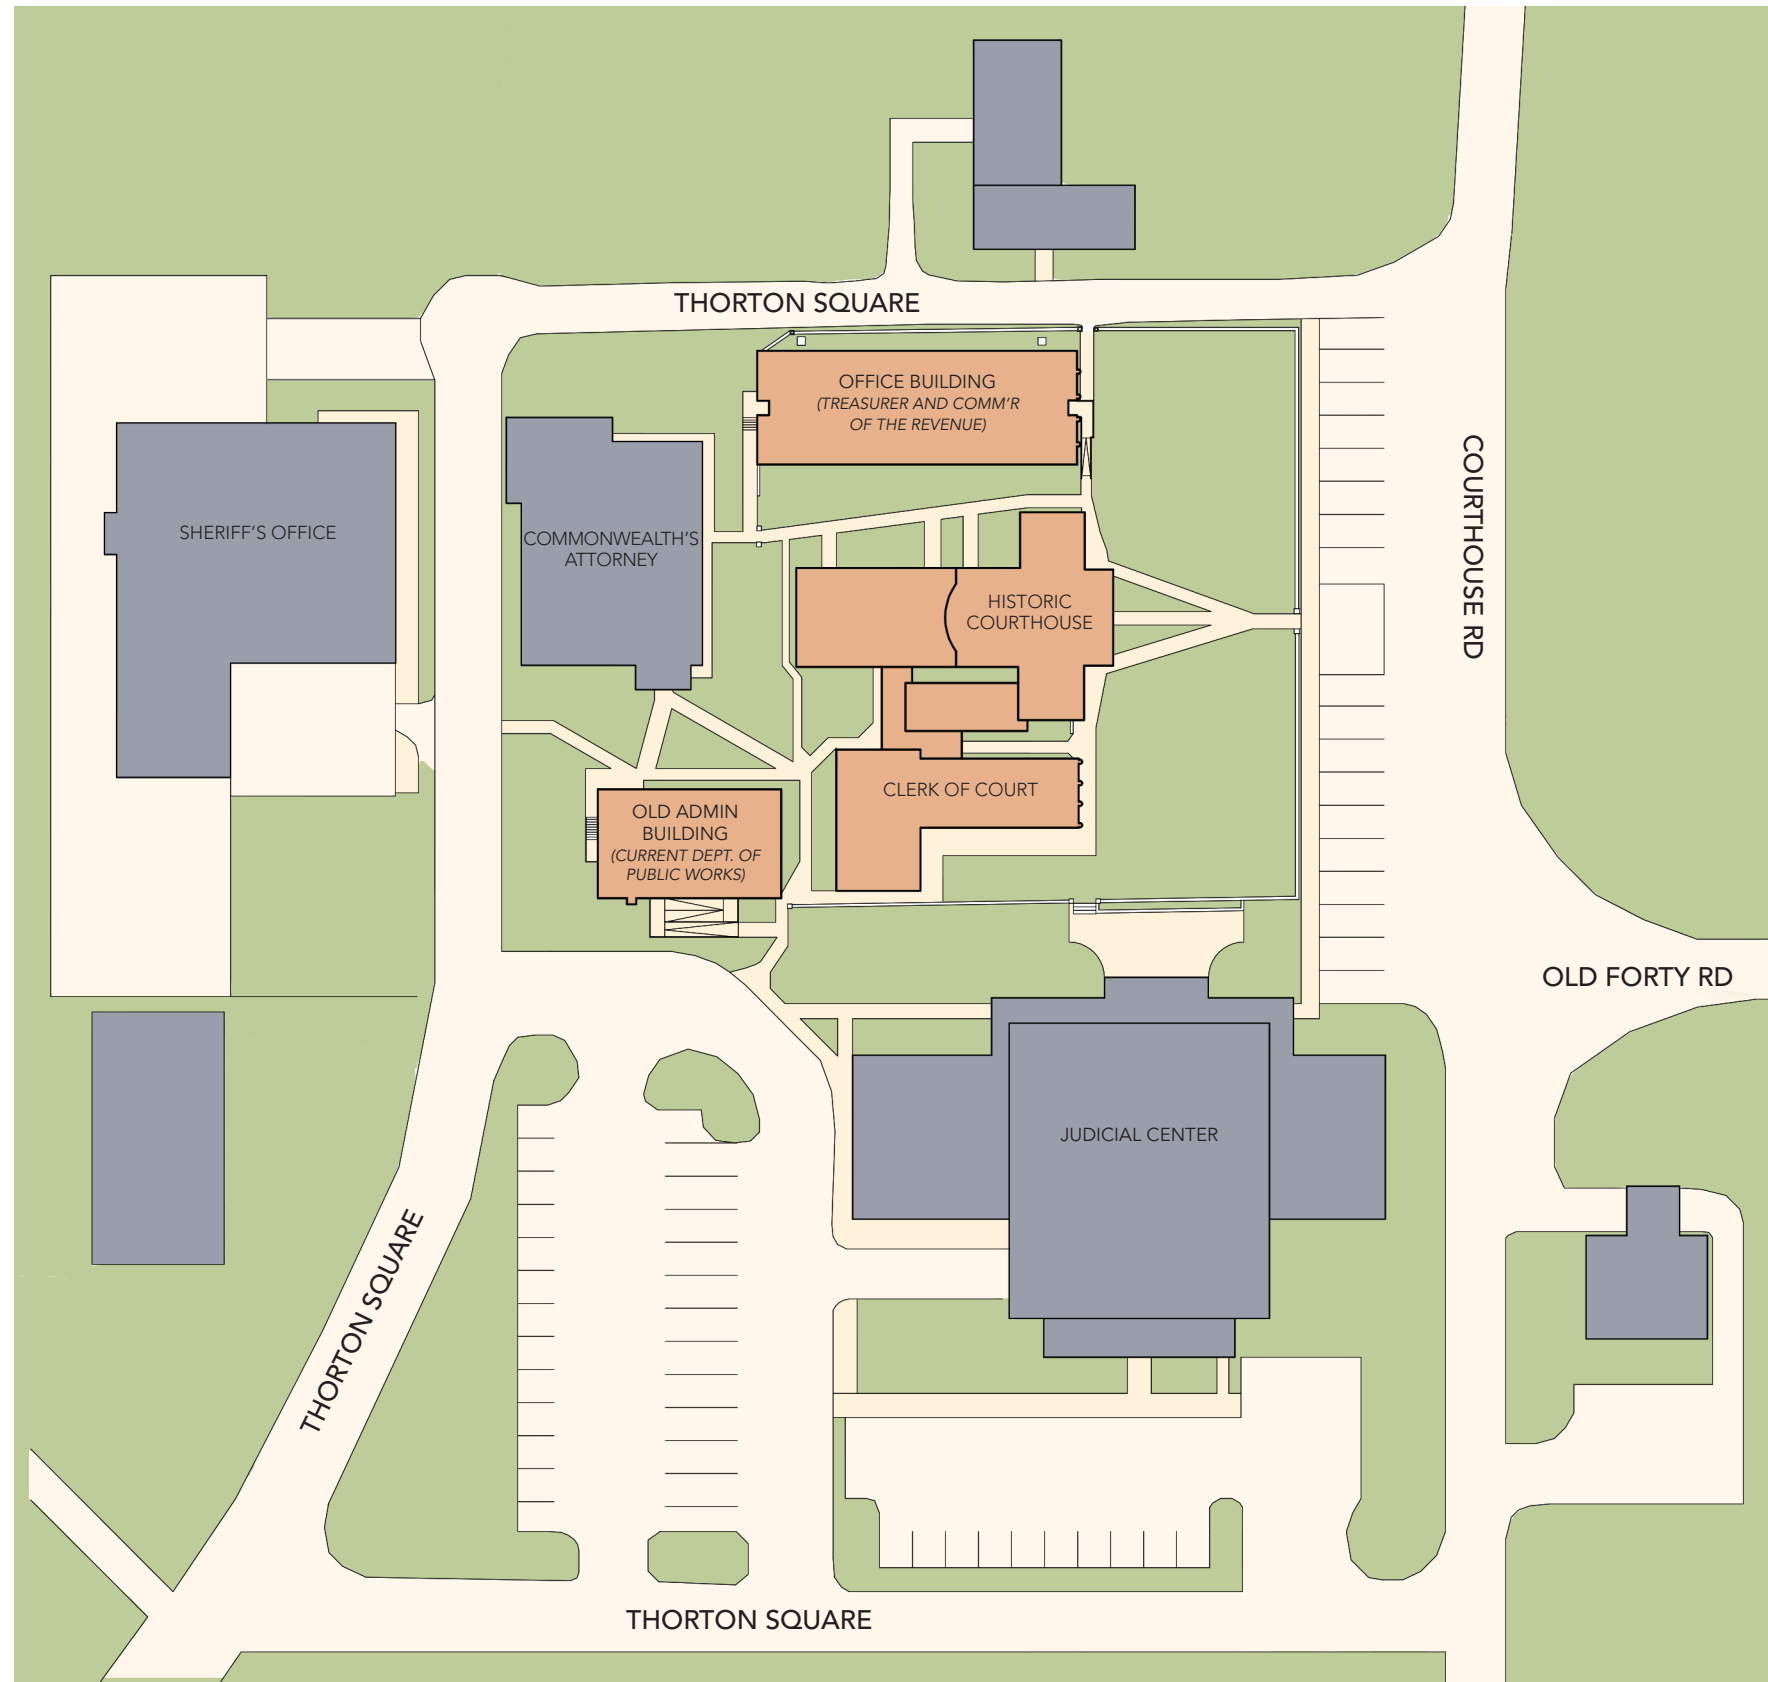 THORTON SQUARE
OFFICE BUILDING
(TREASURER AND COMM'R
OF THE REVENUE)
COURTHOUSE RD
SHERIFF'S OFFICE
COMMONWEALTH'S
ATTORNEY
HISTORIC
COURTHOUSE
CLERK OF COURT
OLD ADMIN
BUILDING
(CURRENT DEPT. OF
PUBLIC WORKS)
OLD FORTY RD
JUDICIAL CENTER
THORTON SQUARE
THORTON SQUARE